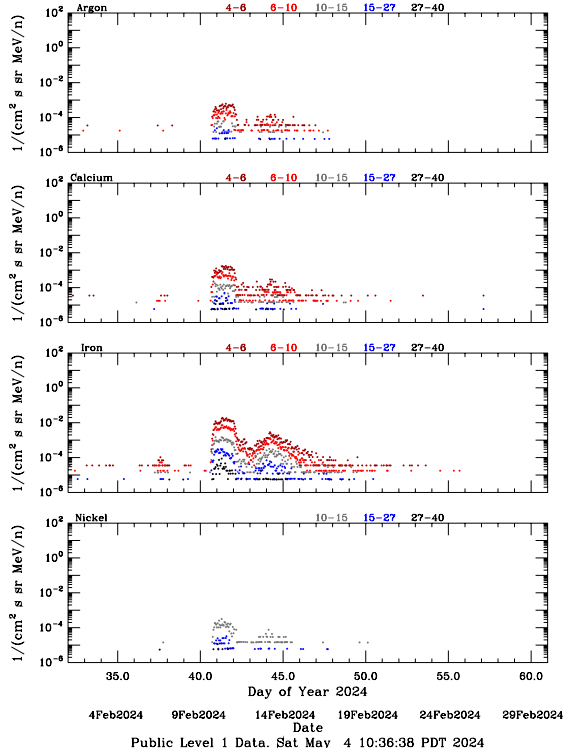 Argon 4-6 6-10 10-15 15-27 27-40
10² 10⁰ 10⁻² 10⁻⁴ 10⁻⁶
1/(cm² s sr MeV/n)
Calcium 4-6 6-10 10-15 15-27 27-40
10² 10⁰ 10⁻² 10⁻⁴ 10⁻⁶
1/(cm² s sr MeV/n)
Iron 4-6 6-10 10-15 15-27 27-40
10² 10⁰ 10⁻² 10⁻⁴ 10⁻⁶
1/(cm² s sr MeV/n)
Nickel 10-15 15-27 27-40
10² 10⁰ 10⁻² 10⁻⁴ 10⁻⁶
1/(cm² s sr MeV/n)
35.0 40.0 45.0 50.0 55.0 60.0
Day of Year 2024
4Feb2024 9Feb2024 14Feb2024 19Feb2024 24Feb2024 29Feb2024
Date
Public Level 1 Data. Sat May 4 10:36:38 PDT 2024